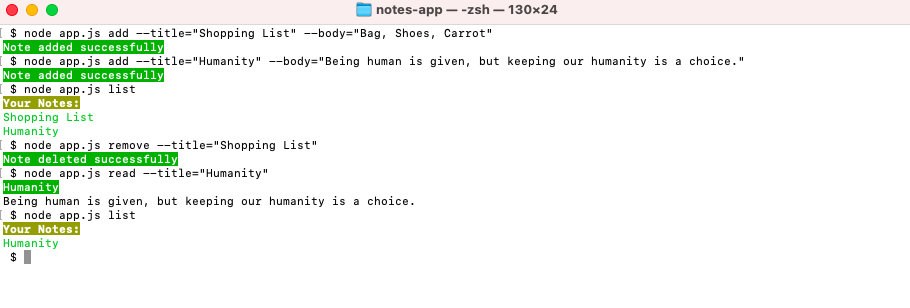 notes-app — -zsh — 130×24
$ node app.js add --title="Shopping List" --body="Bag, Shoes, Carrot"
Note added successfully
$ node app.js add --title="Humanity" --body="Being human is given, but keeping our humanity is a choice."
Note added successfully
$ node app.js list
Your Notes:
Shopping List
Humanity
$ node app.js remove --title="Shopping List"
Note deleted successfully
$ node app.js read --title="Humanity"
Humanity
Being human is given, but keeping our humanity is a choice.
$ node app.js list
Your Notes:
Humanity
$